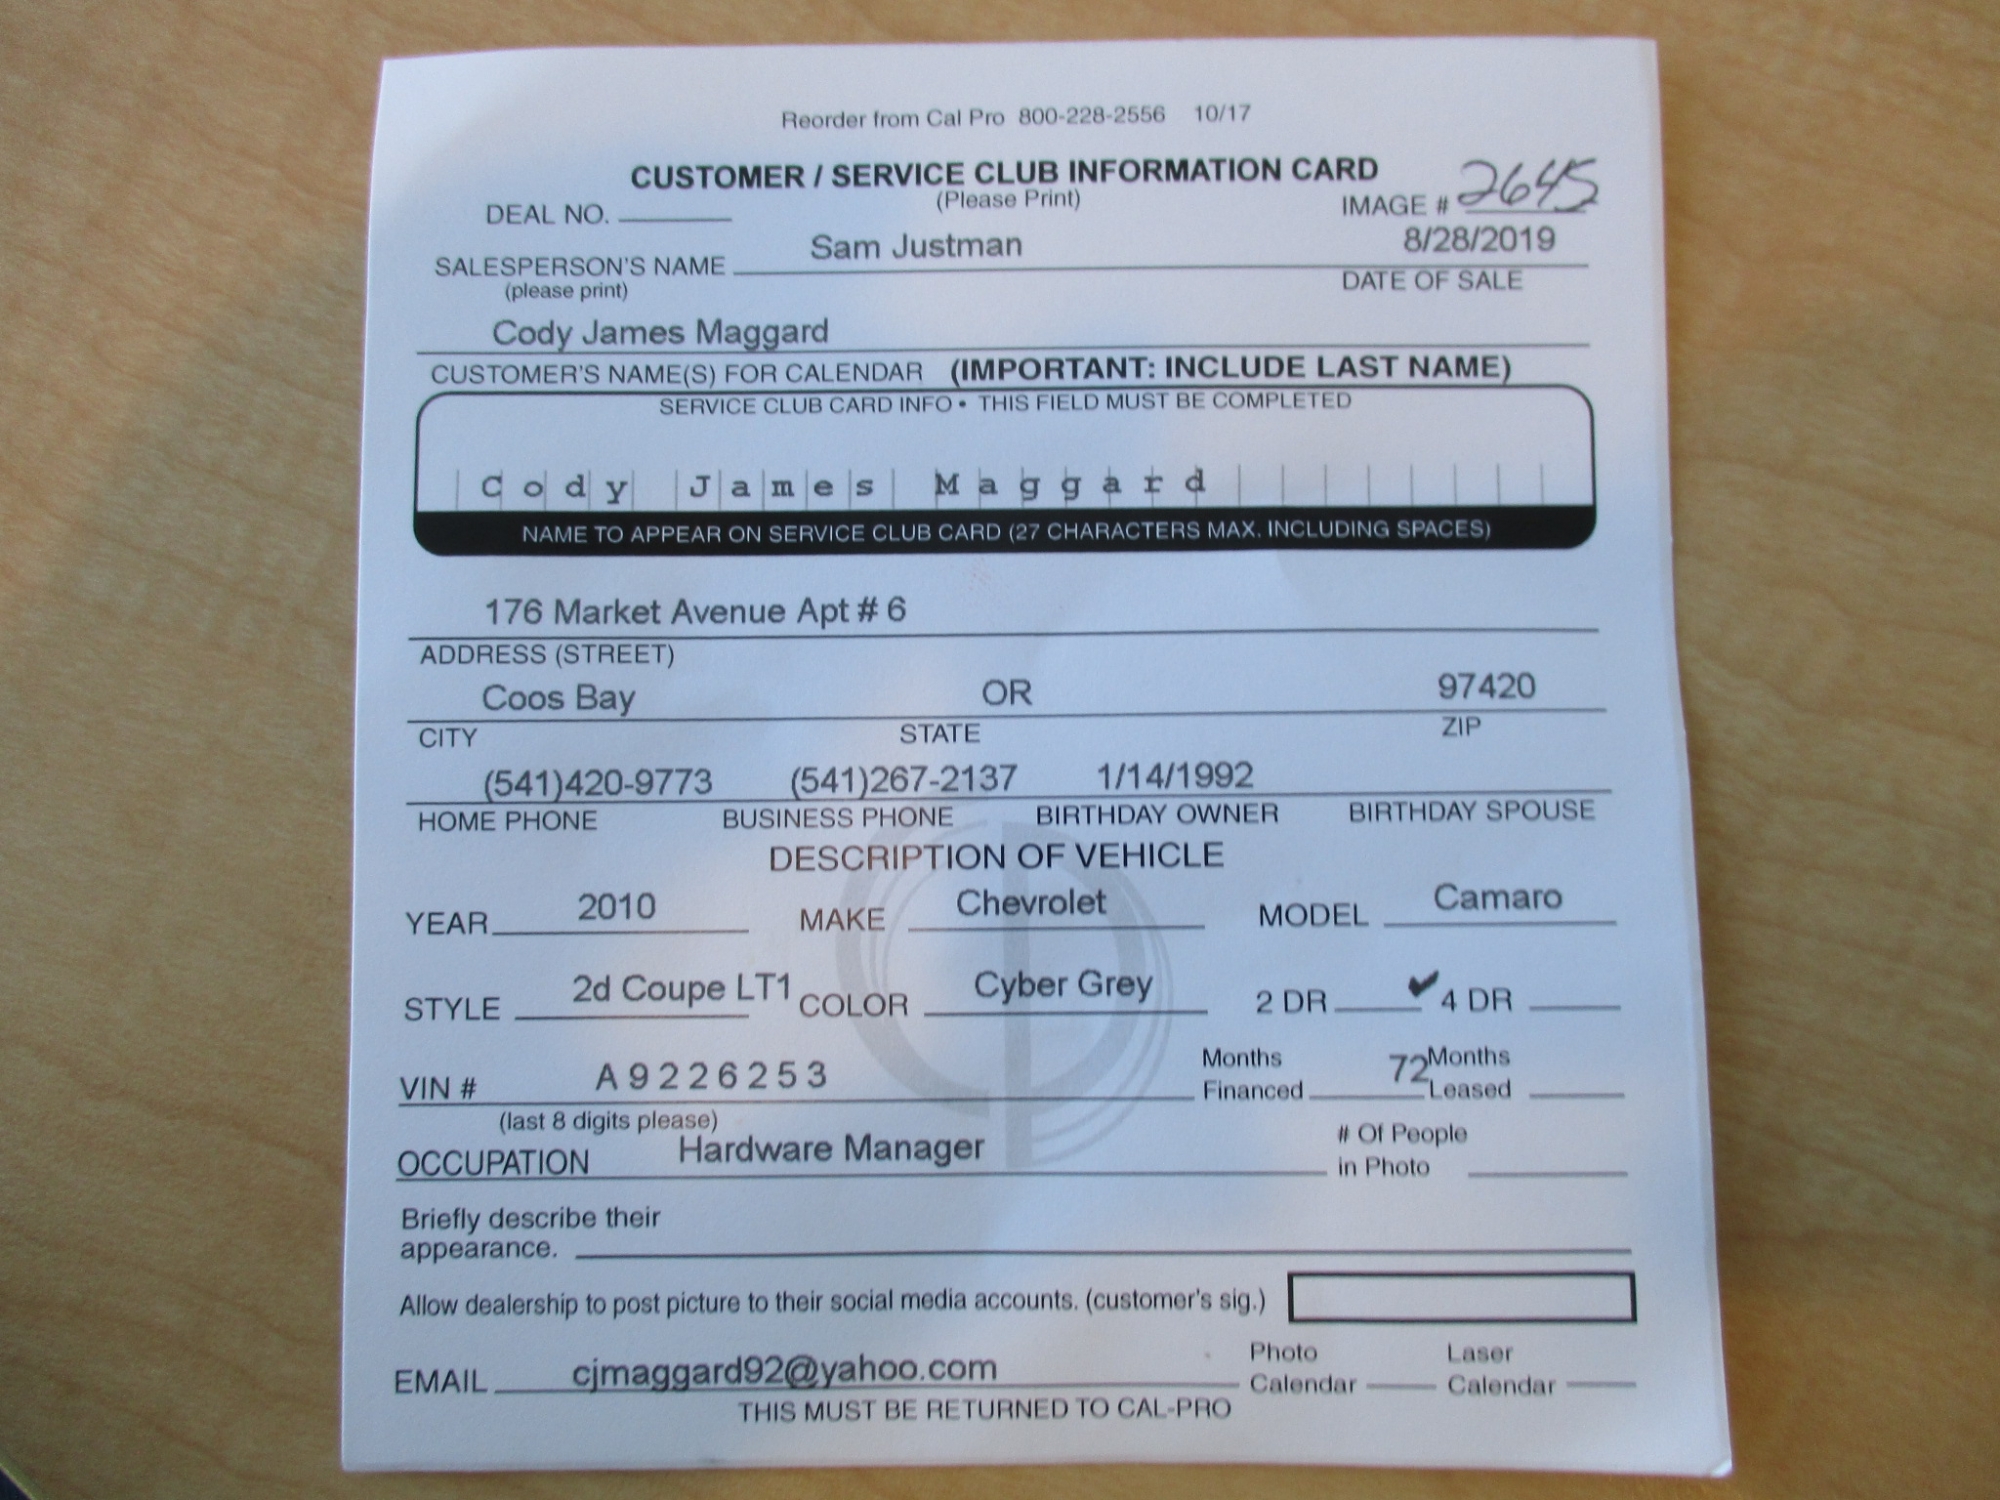 Reorder from Cal Pro 800-228-2556 10/17
CUSTOMER / SERVICE CLUB INFORMATION CARD
(Please Print)
DEAL NO. IMAGE # 2645
SALESPERSON'S NAME Sam Justman 8/28/2019
(please print) DATE OF SALE
Cody James Maggard
CUSTOMER'S NAME(S) FOR CALENDAR (IMPORTANT: INCLUDE LAST NAME)
SERVICE CLUB CARD INFO • THIS FIELD MUST BE COMPLETED
Cody James Maggard
NAME TO APPEAR ON SERVICE CLUB CARD (27 CHARACTERS MAX. INCLUDING SPACES)
176 Market Avenue Apt # 6
ADDRESS (STREET)
Coos Bay OR 97420
CITY STATE ZIP
(541)420-9773 (541)267-2137 1/14/1992
HOME PHONE BUSINESS PHONE BIRTHDAY OWNER BIRTHDAY SPOUSE
DESCRIPTION OF VEHICLE
YEAR 2010 MAKE Chevrolet MODEL Camaro
STYLE 2d Coupe LT1 COLOR Cyber Grey 2 DR ✓ 4 DR
VIN # A9226253 Months Financed 72 Months Leased
(last 8 digits please)
OCCUPATION Hardware Manager # Of People in Photo
Briefly describe their
appearance.
Allow dealership to post picture to their social media accounts. (customer's sig.)
EMAIL cjmaggard92@yahoo.com Photo Calendar Laser Calendar
THIS MUST BE RETURNED TO CAL-PRO